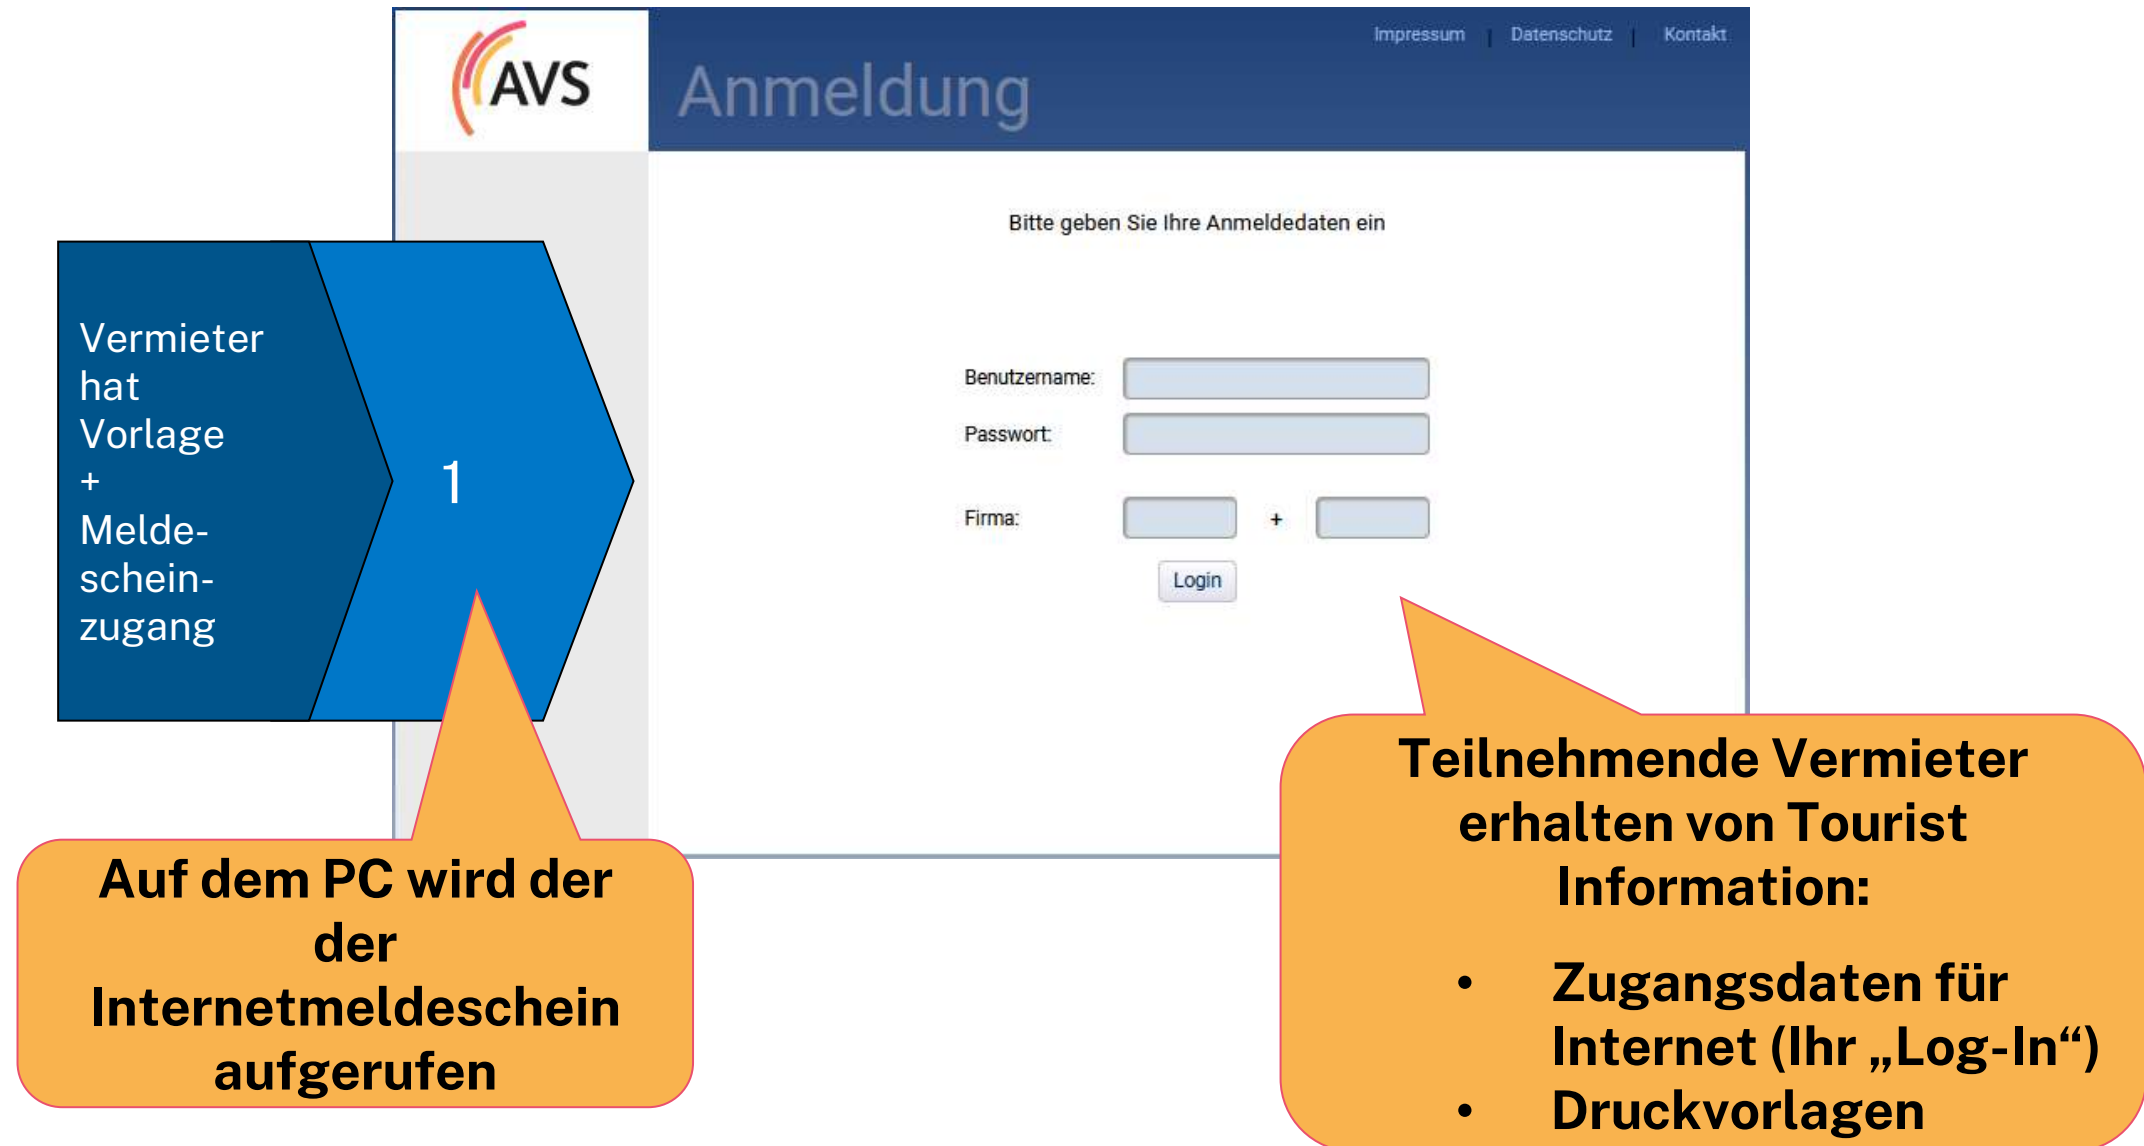 AVS
Anmeldung
Impressum | Datenschutz | Kontakt
Bitte geben Sie Ihre Anmeldedaten ein
Benutzername:
Passwort:
Firma:
+
Login
Vermieter
hat
Vorlage
+
Melde-
schein-
zugang
1
Auf dem PC wird der
der
Internetmeldeschein
aufgerufen
Teilnehmende Vermieter
erhalten von Tourist
Information:
• Zugangsdaten für
Internet (Ihr „Log-In“)
• Druckvorlagen